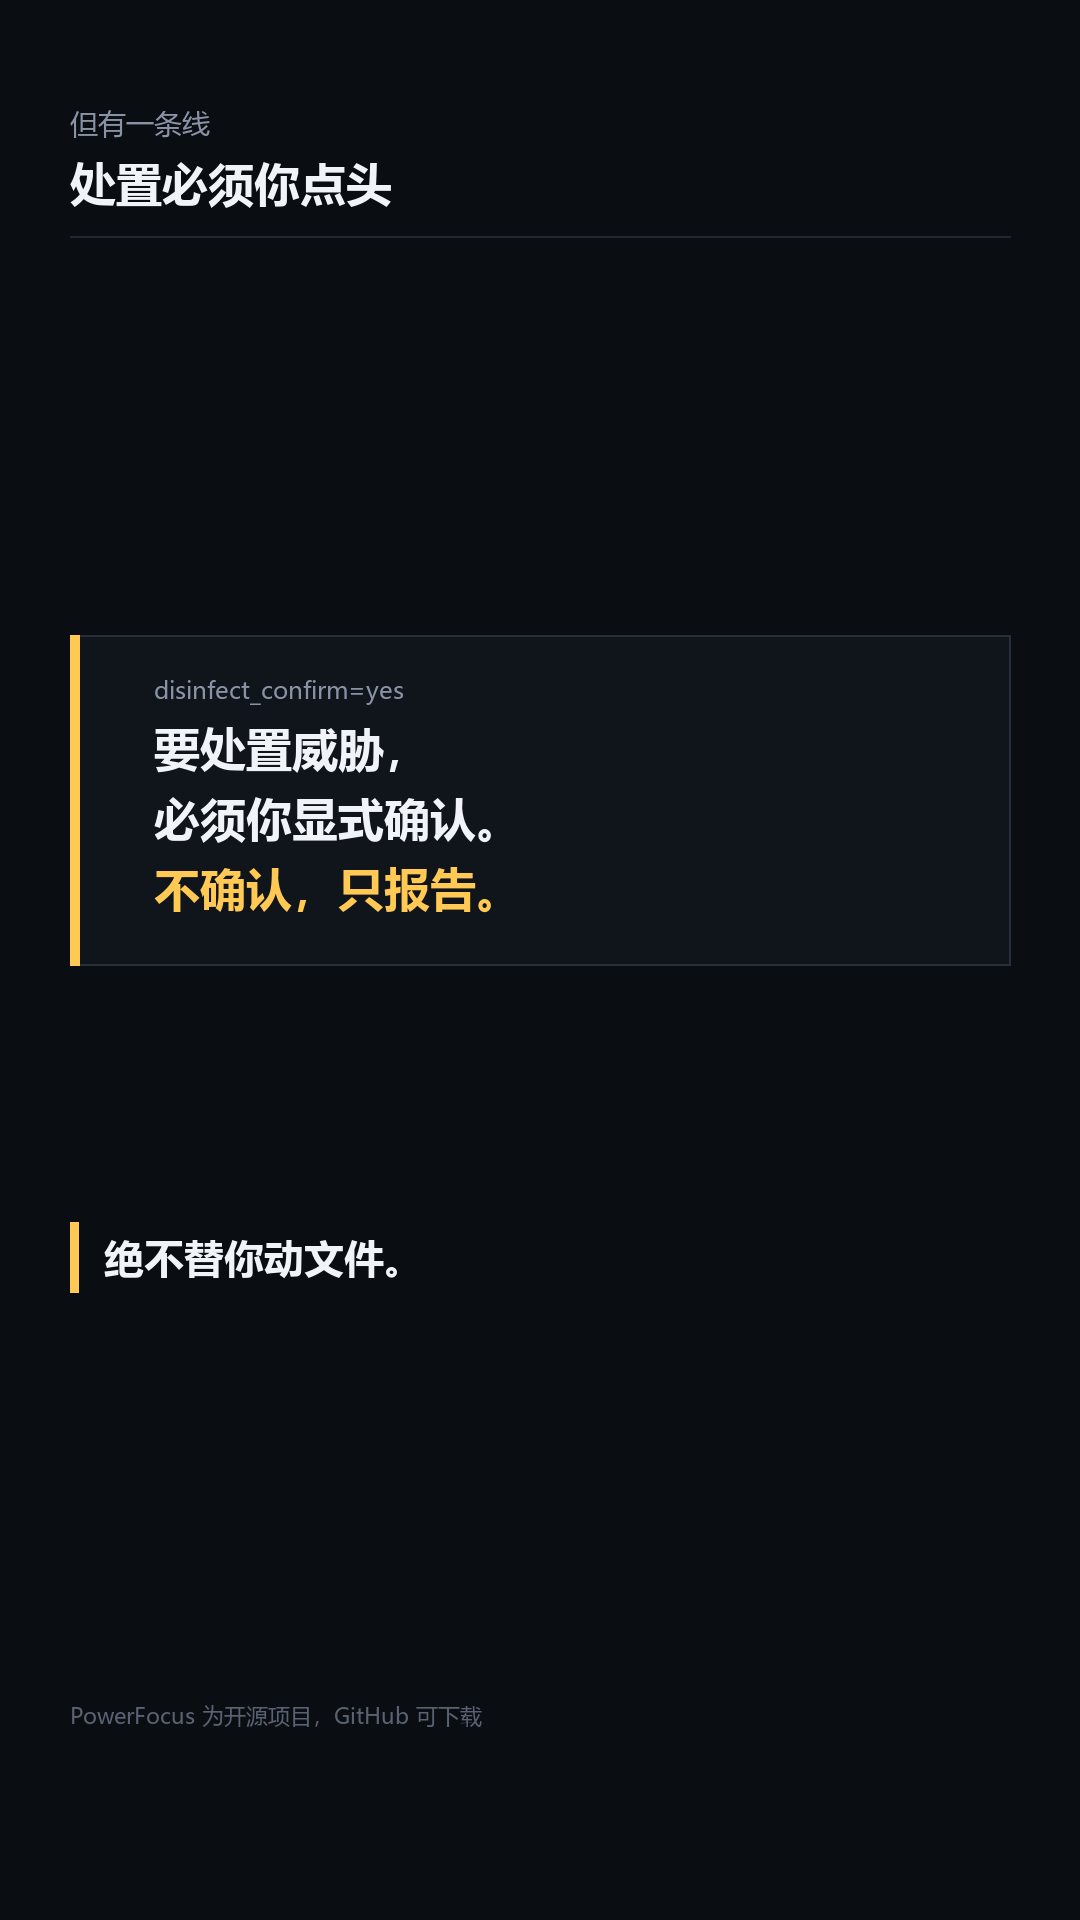 但有一条线
处置必须你点头
disinfect_confirm=yes
要处置威胁，
必须你显式确认。
不确认，只报告。
绝不替你动文件。
PowerFocus 为开源项目，GitHub 可下载